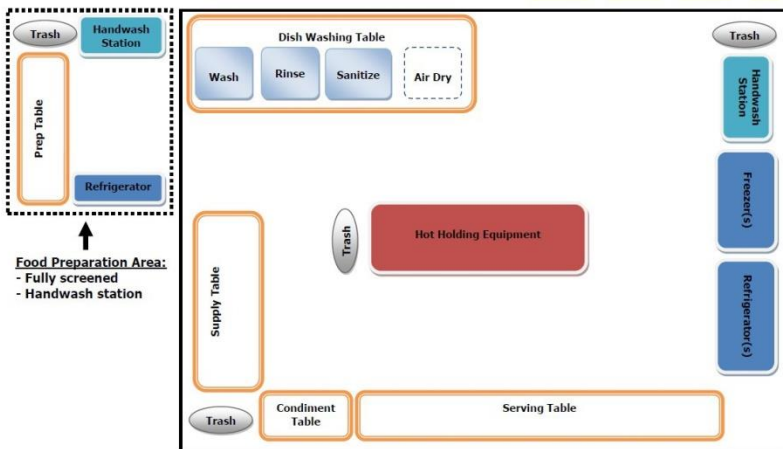 Trash
Handwash
Station
Prep Table
Refrigerator
Food Preparation Area:
- Fully screened
- Handwash station
Dish Washing Table
Wash
Rinse
Sanitize
Air Dry
Trash
Handwash
Station
Freezer(s)
Refrigerator(s)
Trash
Hot Holding Equipment
Supply Table
Trash
Condiment
Table
Serving Table